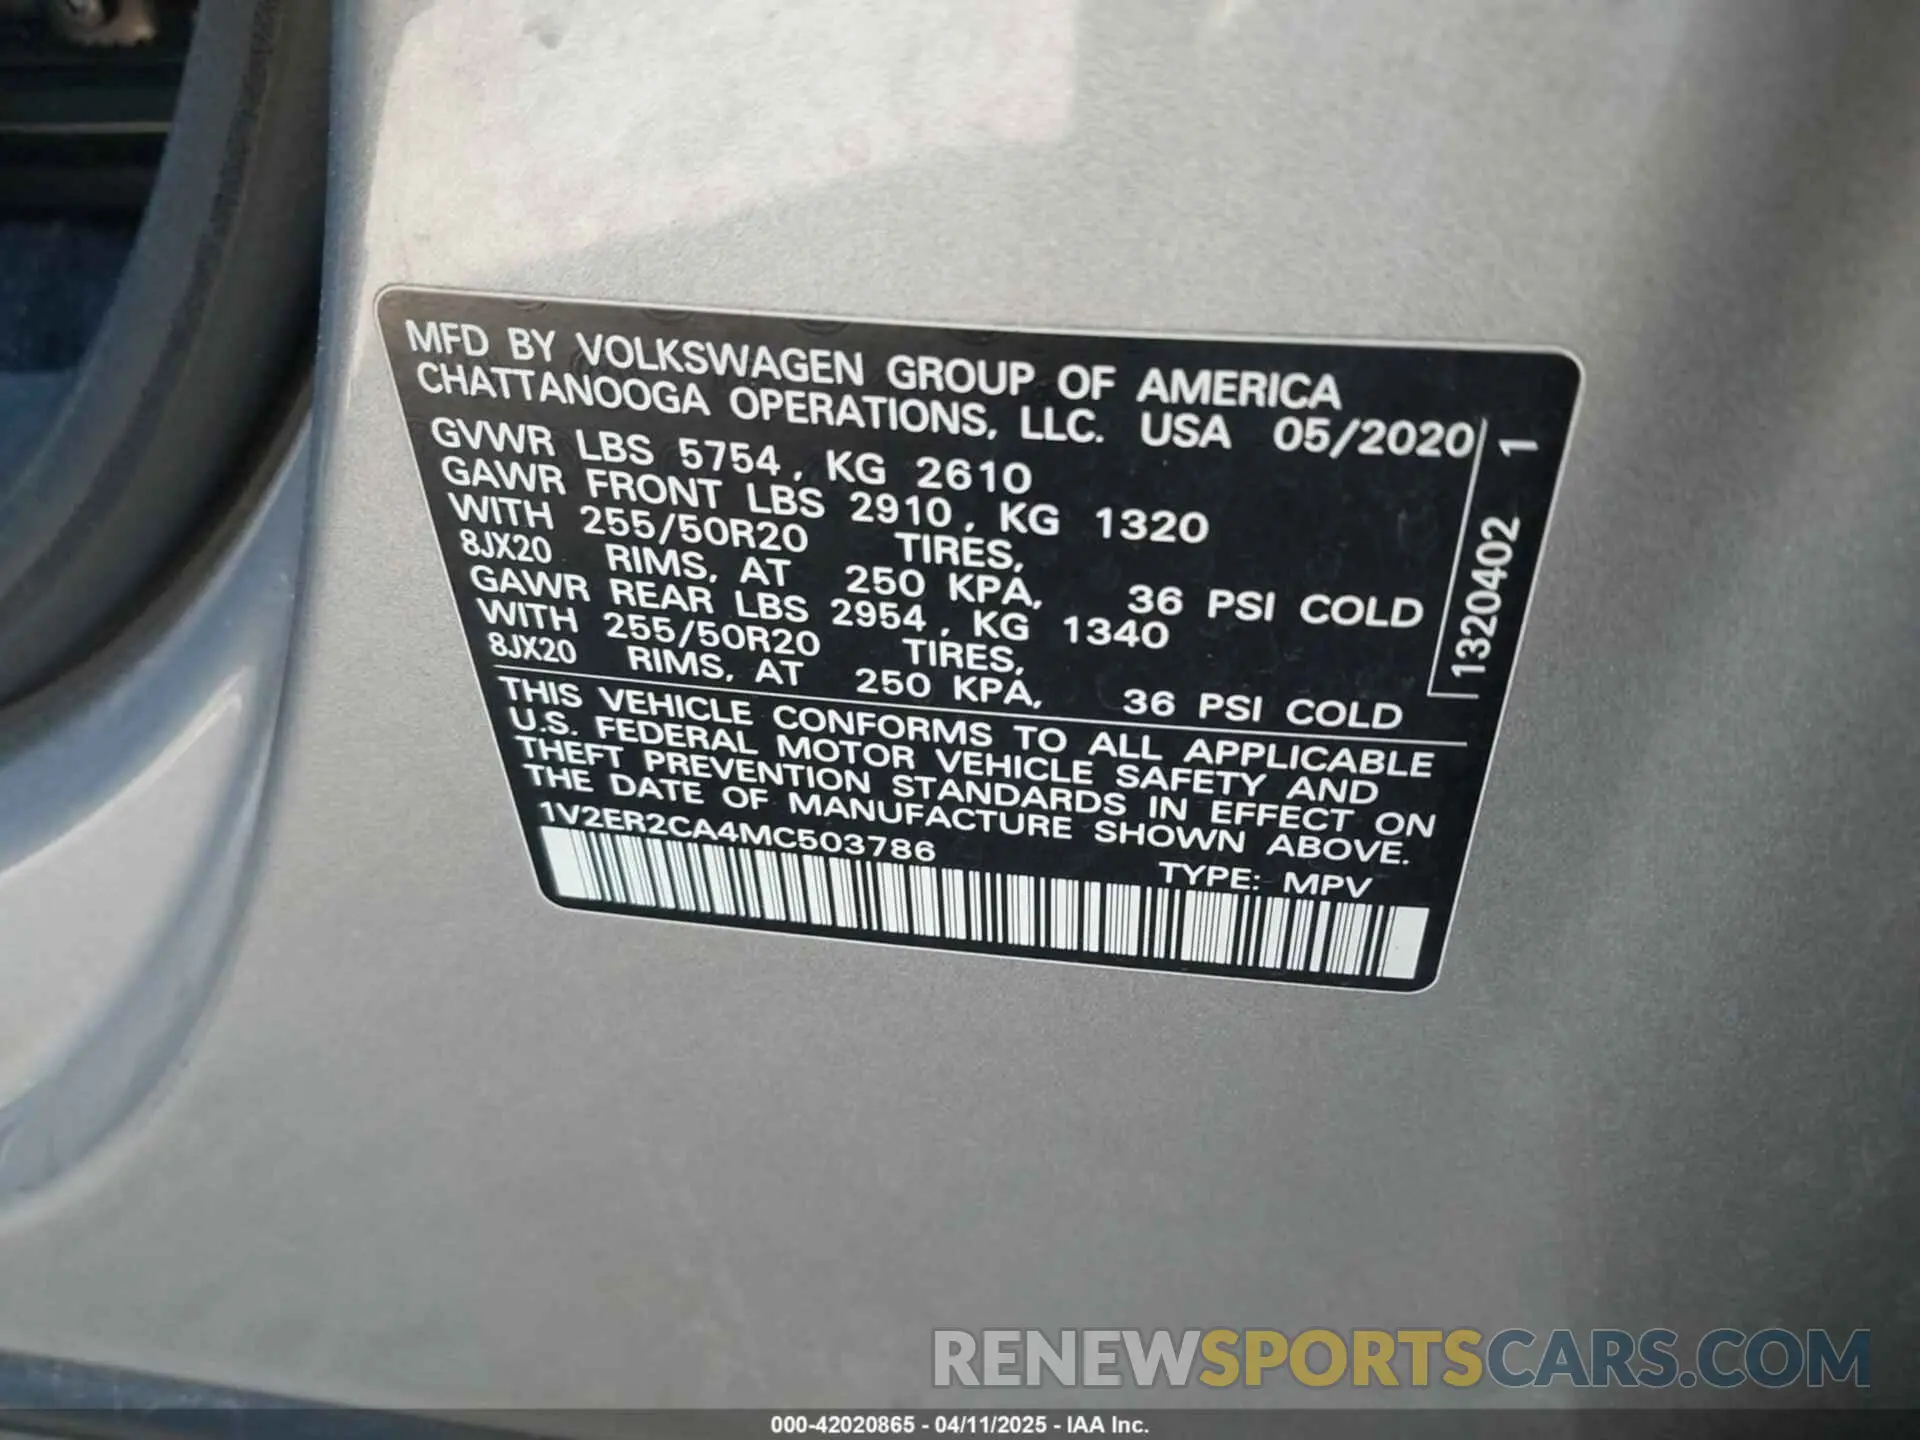 MFD BY VOLKSWAGEN GROUP OF AMERICA
CHATTANOOGA OPERATIONS, LLC. USA 05/2020
GVWR LBS 5754, KG 2610
GAWR FRONT LBS 2910, KG 1320
WITH 255/50R20 TIRES,
8JX20 RIMS, AT 250 KPA, 36 PSI COLD
GAWR REAR LBS 2954, KG 1340
WITH 255/50R20 TIRES,
8JX20 RIMS, AT 250 KPA, 36 PSI COLD
1320402 1
THIS VEHICLE CONFORMS TO ALL APPLICABLE
U.S. FEDERAL MOTOR VEHICLE SAFETY AND
THEFT PREVENTION STANDARDS IN EFFECT ON
THE DATE OF MANUFACTURE SHOWN ABOVE.
1V2ER2CA4MC503786 TYPE: MPV
RENEWSPORTSCARS.COM
000-42020865 - 04/11/2025 - IAA Inc.